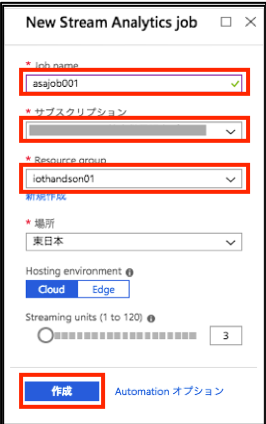 New Stream Analytics job
* Job name
asajob001
* サブスクリプション
* Resource group
iothandson01
新規作成
* 場所
東日本
Hosting environment
Cloud Edge
Streaming units (1 to 120)
3
作成 Automation オプション